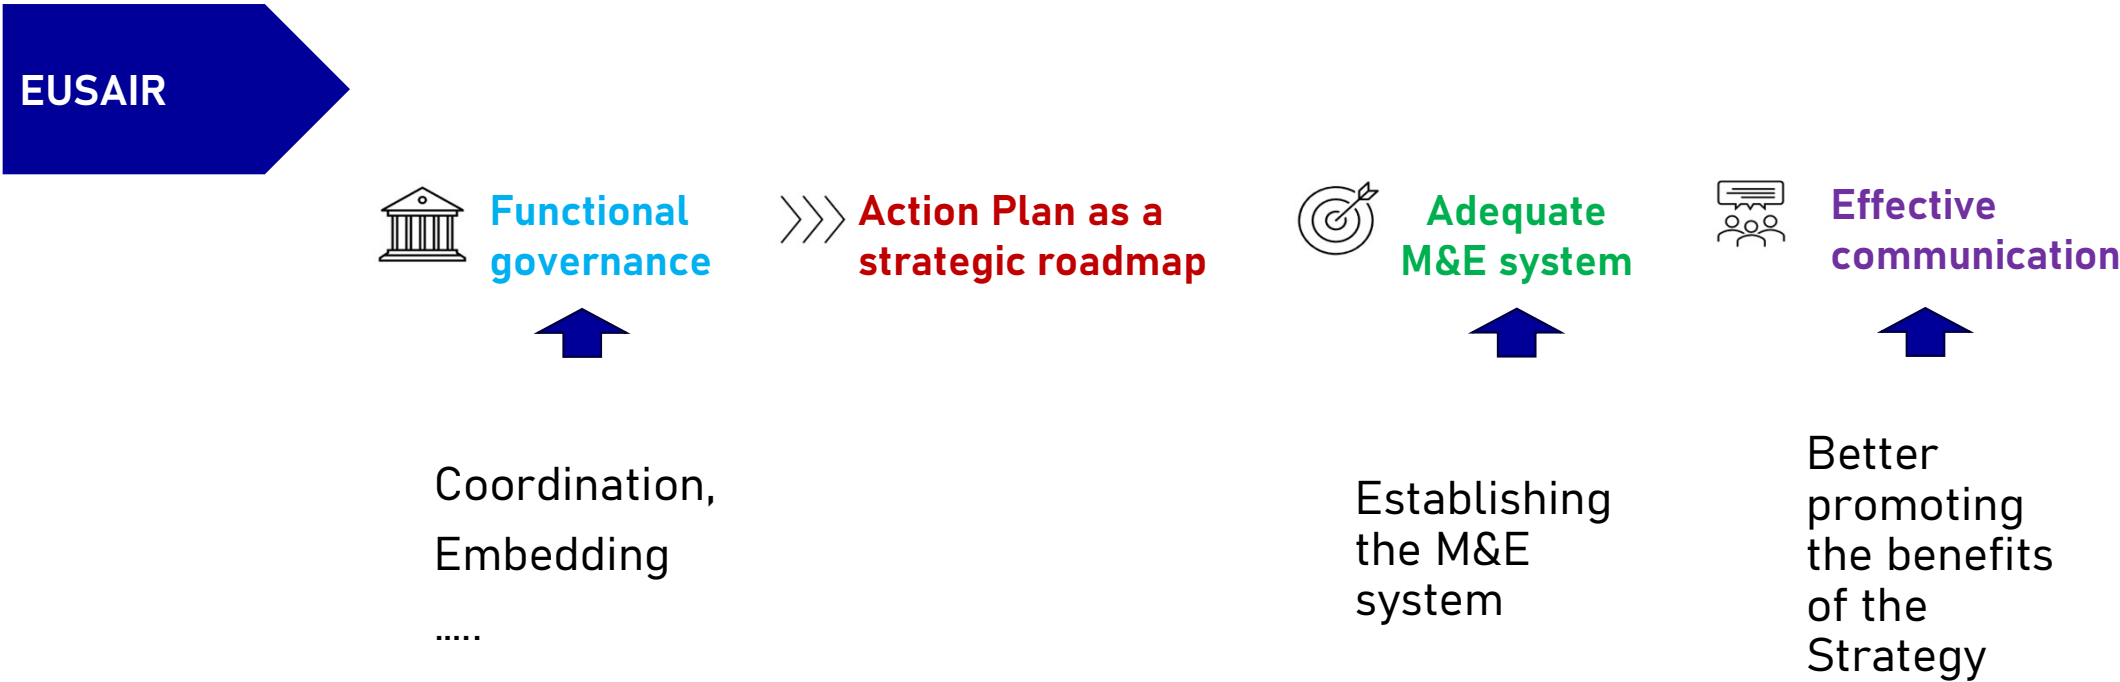 EUSAIR
Functional
governance
Action Plan as a
strategic roadmap
Adequate
M&E system
Effective
communication
Coordination,
Embedding
.....
Establishing
the M&E
system
Better
promoting
the benefits
of the
Strategy